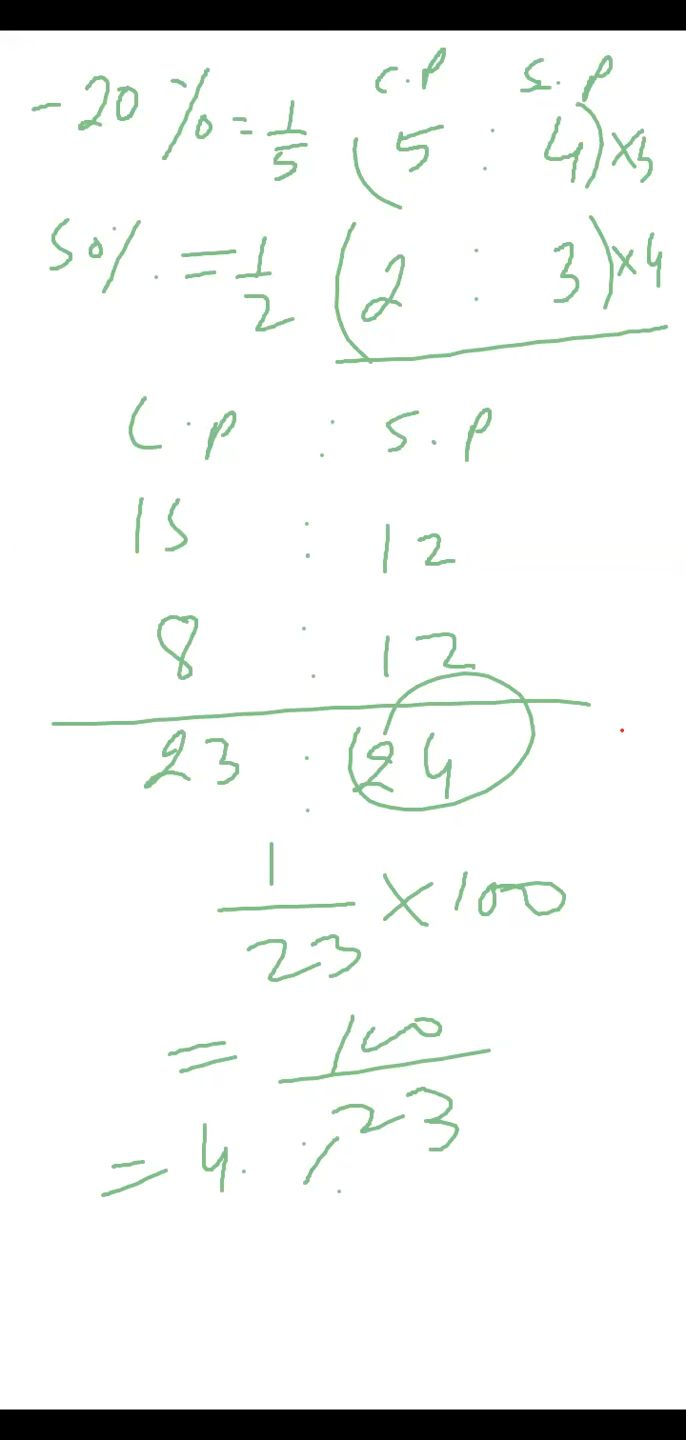 C.P S.P
-20% = 1/5 (5 : 4) ×3
50% = 1/2 (2 : 3) ×4
C.P : S.P
15 : 12
8 : 12
23 : 24
1/23 × 100
= 100/23
= 4. %